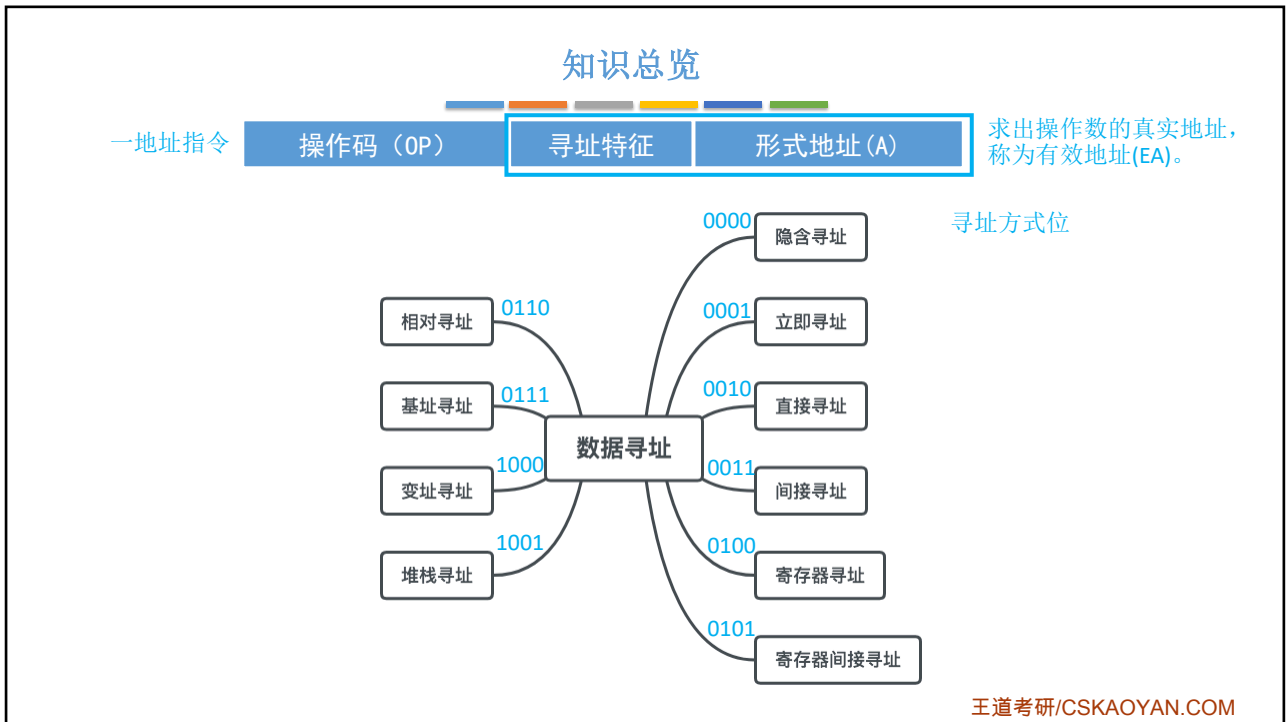 知识总览
一地址指令
操作码（OP）
寻址特征
形式地址(A)
求出操作数的真实地址，
称为有效地址(EA)。
寻址方式位
0000
隐含寻址
0001
立即寻址
0010
直接寻址
0011
间接寻址
0100
寄存器寻址
0101
寄存器间接寻址
相对寻址
0110
基址寻址
0111
变址寻址
1000
堆栈寻址
1001
数据寻址
王道考研/CSKAOYAN.COM